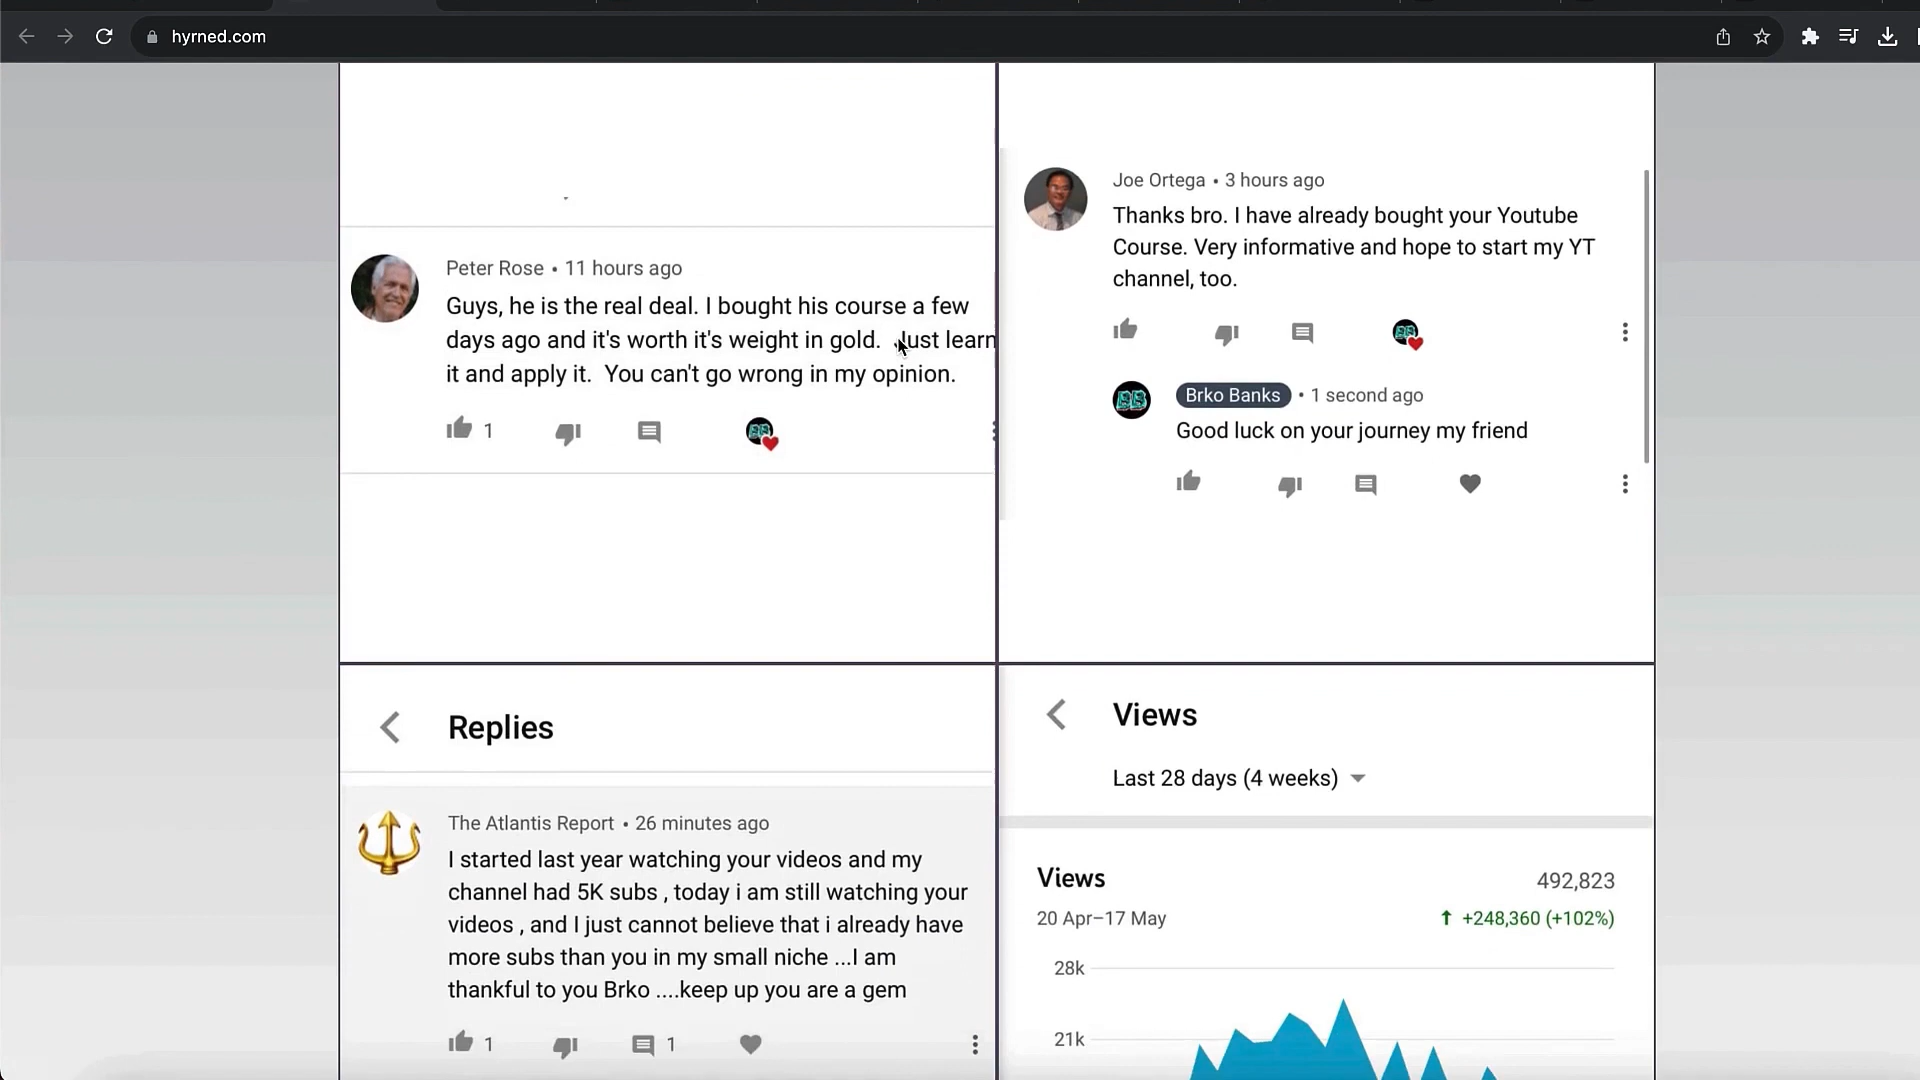 hyrned.com
Peter Rose • 11 hours ago
Guys, he is the real deal. I bought his course a few
days ago and it's worth it's weight in gold.  Just learn
it and apply it.  You can't go wrong in my opinion.
1
Joe Ortega • 3 hours ago
Thanks bro. I have already bought your Youtube
Course. Very informative and hope to start my YT
channel, too.
Brko Banks • 1 second ago
Good luck on your journey my friend
Replies
The Atlantis Report • 26 minutes ago
I started last year watching your videos and my
channel had 5K subs , today i am still watching your
videos , and I just cannot believe that i already have
more subs than you in my small niche ...I am
thankful to you Brko ....keep up you are a gem
1 1
Views
Last 28 days (4 weeks)
Views 492,823
20 Apr–17 May +248,360 (+102%)
28k
21k